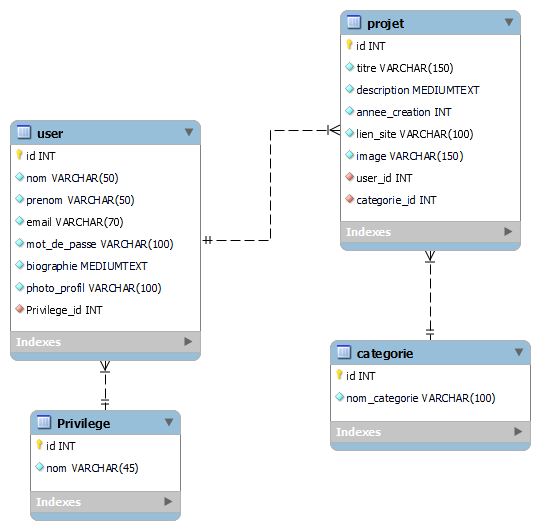 projet
id INT
titre VARCHAR(150)
description MEDIUMTEXT
annee_creation INT
lien_site VARCHAR(100)
image VARCHAR(150)
user_id INT
categorie_id INT
Indexes
user
id INT
nom VARCHAR(50)
prenom VARCHAR(50)
email VARCHAR(70)
mot_de_passe VARCHAR(100)
biographie MEDIUMTEXT
photo_profil VARCHAR(100)
Privilege_id INT
Indexes
categorie
id INT
nom_categorie VARCHAR(100)
Indexes
Privilege
id INT
nom VARCHAR(45)
Indexes